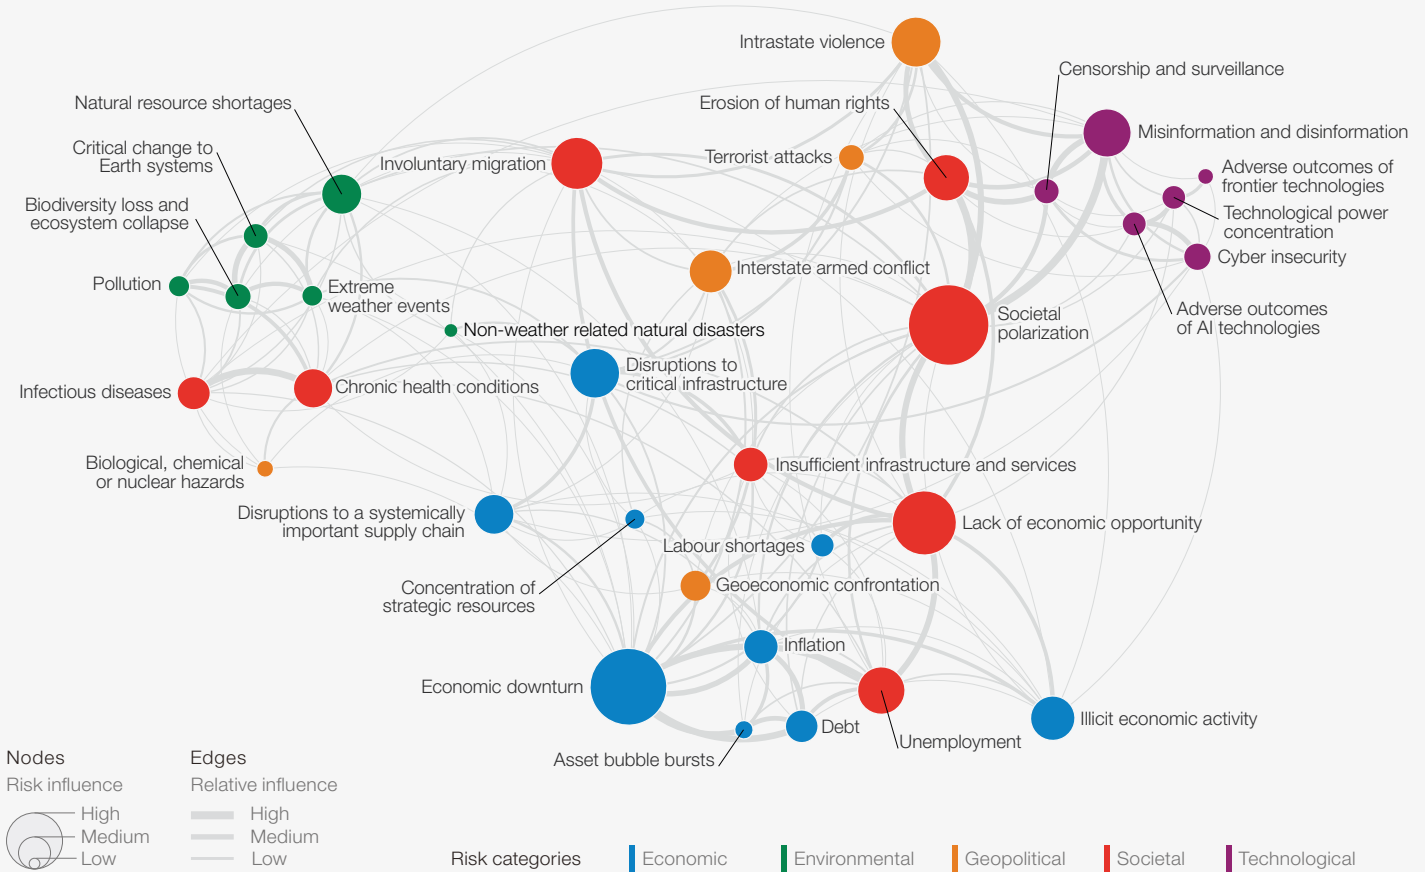 Intrastate violence
Censorship and surveillance
Natural resource shortages
Erosion of human rights
Misinformation and disinformation
Critical change to
Earth systems
Involuntary migration
Terrorist attacks
Adverse outcomes of
frontier technologies
Biodiversity loss and
ecosystem collapse
Technological power
concentration
Cyber insecurity
Interstate armed conflict
Pollution
Extreme
weather events
Adverse outcomes
of AI technologies
Societal
polarization
Non-weather related natural disasters
Disruptions to
critical infrastructure
Infectious diseases
Chronic health conditions
Biological, chemical
or nuclear hazards
Insufficient infrastructure and services
Disruptions to a systemically
important supply chain
Lack of economic opportunity
Labour shortages
Concentration of
strategic resources
Geoeconomic confrontation
Inflation
Economic downturn
Illicit economic activity
Debt
Unemployment
Asset bubble bursts
Nodes
Risk influence
High
Medium
Low
Edges
Relative influence
High
Medium
Low
Risk categories
Economic
Environmental
Geopolitical
Societal
Technological